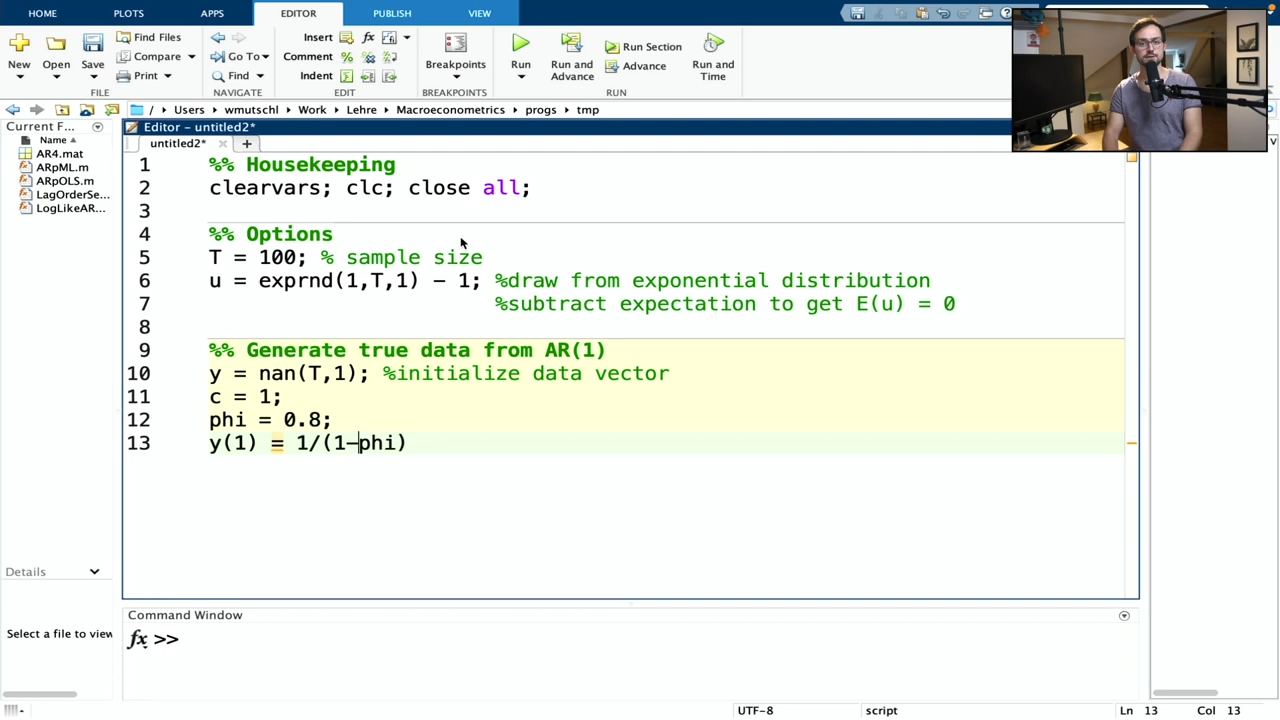 HOME PLOTS APPS EDITOR PUBLISH VIEW
Find Files Insert fx Run Section
Compare Go To Comment Advance
New Open Save Print Find Indent Breakpoints Run Run and Advance Run and Time
FILE NAVIGATE EDIT BREAKPOINTS RUN
/ Users wmutschl Work Lehre Macroeconometrics progs tmp
Current F...
Name
AR4.mat
ARpML.m
ARpOLS.m
LagOrderSe...
LogLikeAR...
Details
Select a file to view
Editor - untitled2*
untitled2* × +
1 %% Housekeeping
2 clearvars; clc; close all;
3
4 %% Options
5 T = 100; % sample size
6 u = exprnd(1,T,1) - 1; %draw from exponential distribution
7 %subtract expectation to get E(u) = 0
8
9 %% Generate true data from AR(1)
10 y = nan(T,1); %initialize data vector
11 c = 1;
12 phi = 0.8;
13 y(1) = 1/(1-phi)
Command Window
fx >>
UTF-8 script Ln 13 Col 13